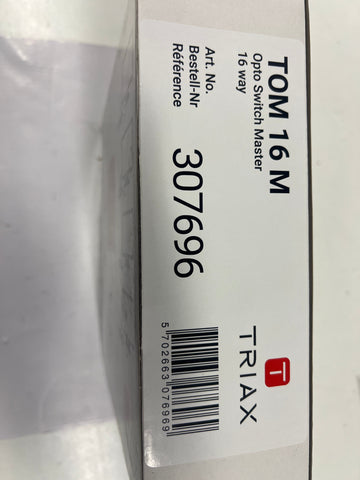 TOM 16 M
Opto Switch Master
16 way
Art. No.
Bestell-Nr
Référence
307696
TRIAX
5 702663 076969